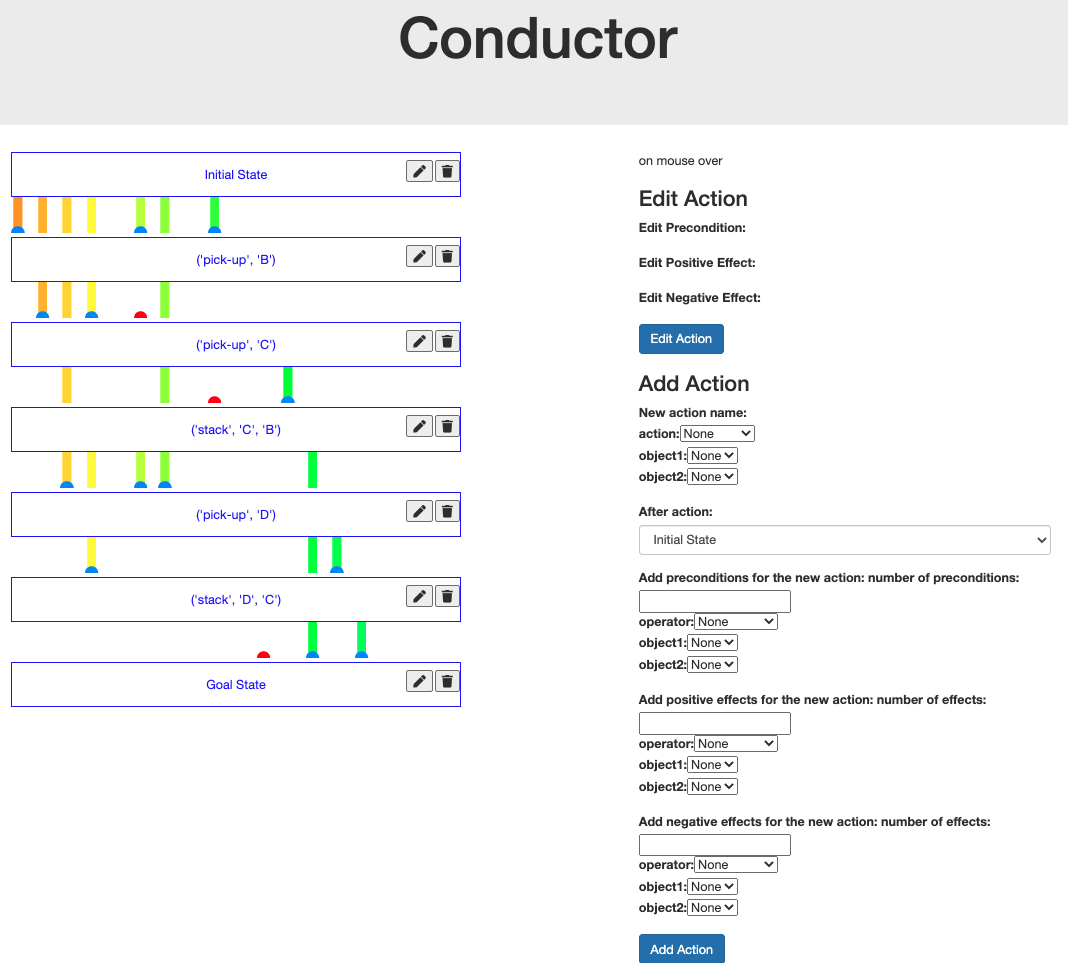 Conductor
Initial State
('pick-up', 'B')
('pick-up', 'C')
('stack', 'C', 'B')
('pick-up', 'D')
('stack', 'D', 'C')
Goal State
on mouse over
Edit Action
Edit Precondition:
Edit Positive Effect:
Edit Negative Effect:
Edit Action
Add Action
New action name:
action: None
object1: None
object2: None
After action:
Initial State
Add preconditions for the new action: number of preconditions:
operator: None
object1: None
object2: None
Add positive effects for the new action: number of effects:
operator: None
object1: None
object2: None
Add negative effects for the new action: number of effects:
operator: None
object1: None
object2: None
Add Action